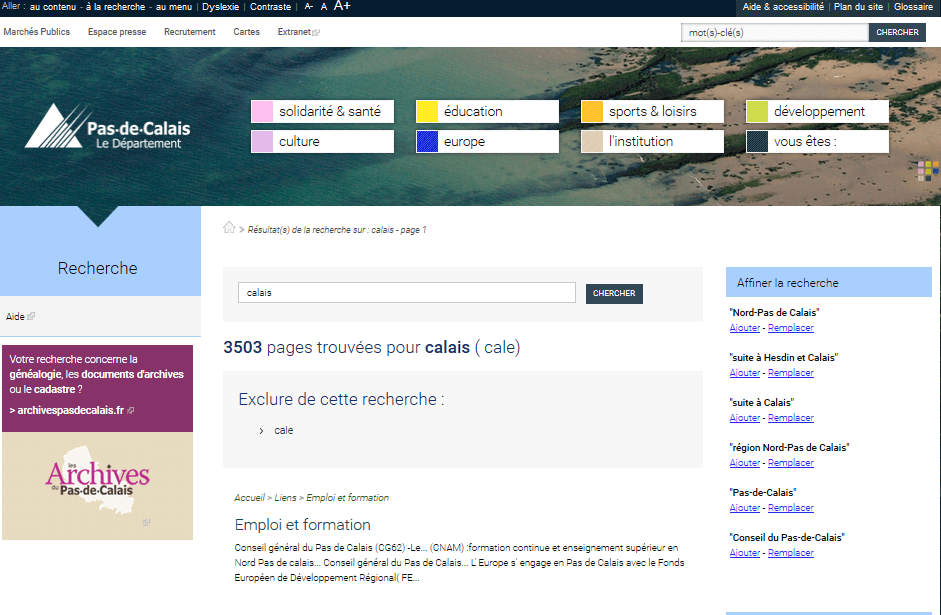 Aller : au contenu - à la recherche - au menu | Dyslexie | Contraste | A- A A+
Aide & accessibilité | Plan du site | Glossaire
Marchés Publics Espace presse Recrutement Cartes Extranet
mot(s)-clé(s) CHERCHER
Pas-de-Calais
Le Département
solidarité & santé éducation sports & loisirs développement
culture europe l'institution vous êtes :
Recherche
Aide
Votre recherche concerne la
généalogie, les documents d'archives
ou le cadastre ?
> archivespasdecalais.fr
les
Archives
du Pas-de-Calais
> Résultat(s) de la recherche sur : calais - page 1
calais CHERCHER
3503 pages trouvées pour calais ( cale)
Exclure de cette recherche :
› cale
Accueil > Liens > Emploi et formation
Emploi et formation
Conseil général du Pas de Calais (CG62) -Le... (CNAM) :formation continue et enseignement supérieur en
Nord Pas de calais... Conseil général du Pas de Calais... L' Europe s' engage en Pas de Calais avec le Fonds
Européen de Développement Régional( FE...
Affiner la recherche
"Nord-Pas de Calais"
Ajouter - Remplacer
"suite à Hesdin et Calais"
Ajouter - Remplacer
"suite à Calais"
Ajouter - Remplacer
"région Nord-Pas de Calais"
Ajouter - Remplacer
"Pas-de-Calais"
Ajouter - Remplacer
"Conseil du Pas-de-Calais"
Ajouter - Remplacer